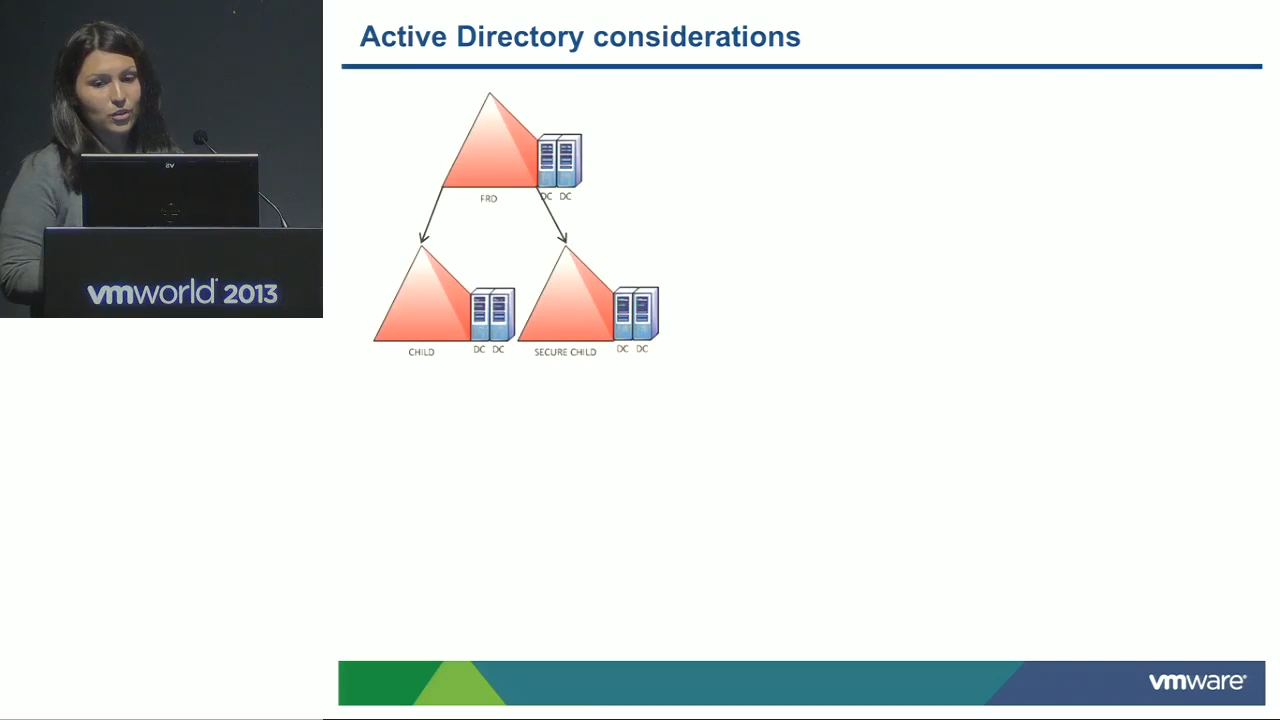 Active Directory considerations
FRD
DC DC
CHILD
DC DC
SECURE CHILD
DC DC
vmworld 2013
vmware